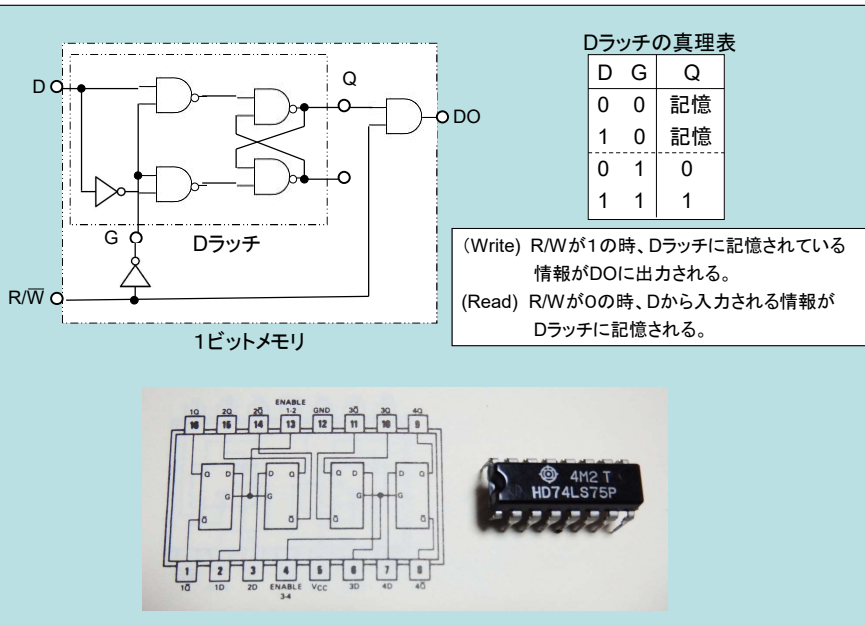 D
Q
DO
G
Dラッチ
R/W̅
1ビットメモリ
Dラッチの真理表
D G Q
0 0 記憶
1 0 記憶
0 1 0
1 1 1
(Write) R/Wが1の時、Dラッチに記憶されている
情報がDOに出力される。
(Read) R/Wが0の時、Dから入力される情報が
Dラッチに記憶される。
1Q 2Q 2Q̅ ENABLE 1-2 GND 3Q̅ 3Q 4Q
16 15 14 13 12 11 10 9
Q D D Q Q D D Q
G G G G
Q̅ Q̅ Q̅ Q̅
1 2 3 4 5 6 7 8
1Q̅ 1D 2D ENABLE 3-4 VCC 3D 4D 4Q̅
4M2 T
HD74LS75P